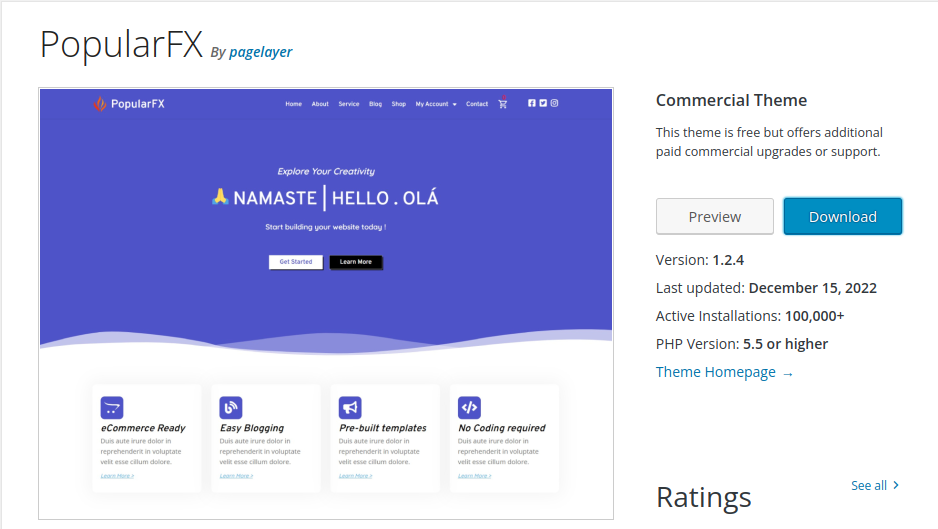 PopularFX By pagelayer
PopularFX
Home About Service Blog Shop My Account Contact
Explore Your Creativity
NAMASTE | HELLO . OLÁ
Start building your website today !
Get Started Learn More
eCommerce Ready
Duis aute irure dolor in
reprehenderit in voluptate
velit esse cillum dolore.
Learn More >
Easy Blogging
Duis aute irure dolor in
reprehenderit in voluptate
velit esse cillum dolore.
Learn More >
Pre-built templates
Duis aute irure dolor in
reprehenderit in voluptate
velit esse cillum dolore.
Learn More >
No Coding required
Duis aute irure dolor in
reprehenderit in voluptate
velit esse cillum dolore.
Learn More >
Commercial Theme
This theme is free but offers additional
paid commercial upgrades or support.
Preview Download
Version: 1.2.4
Last updated: December 15, 2022
Active Installations: 100,000+
PHP Version: 5.5 or higher
Theme Homepage →
Ratings
See all >